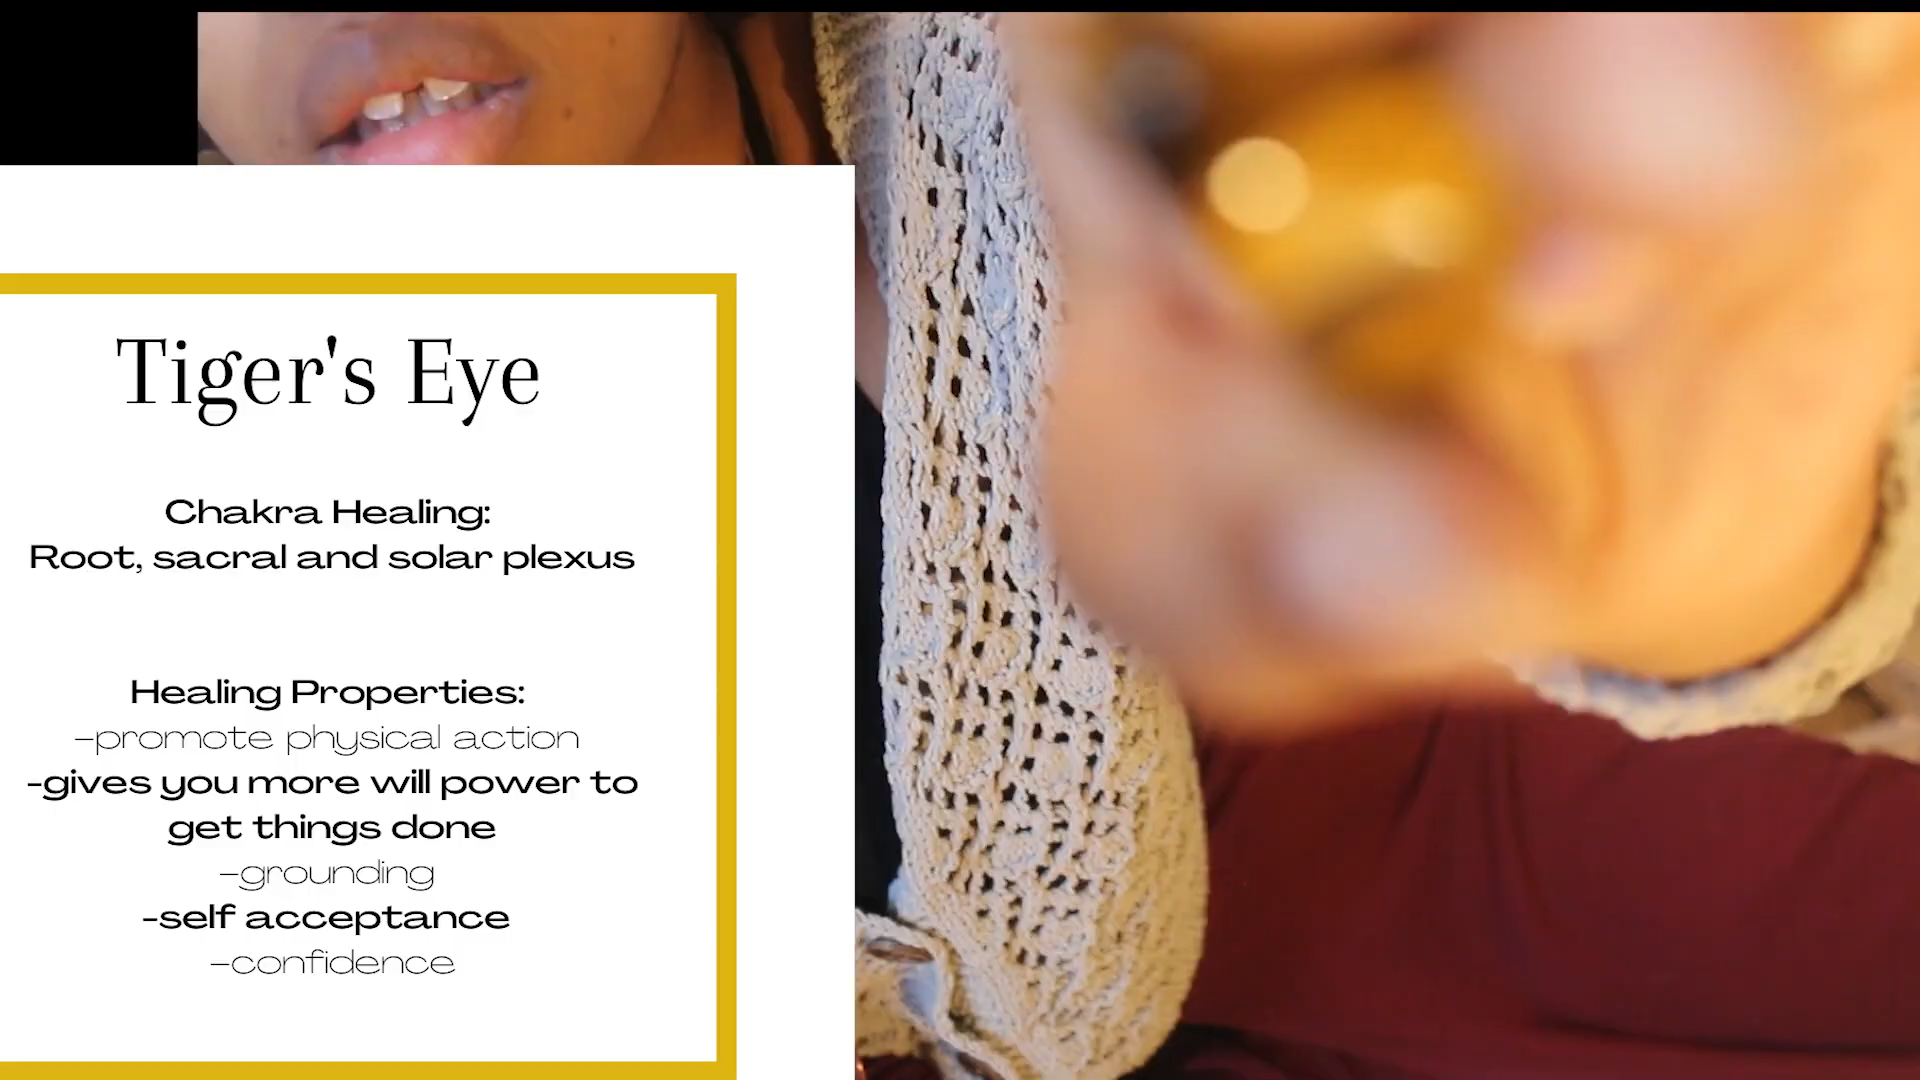 Tiger's Eye
Chakra Healing:
Root, sacral and solar plexus
Healing Properties:
-promote physical action
-gives you more will power to
get things done
-grounding
-self acceptance
-confidence